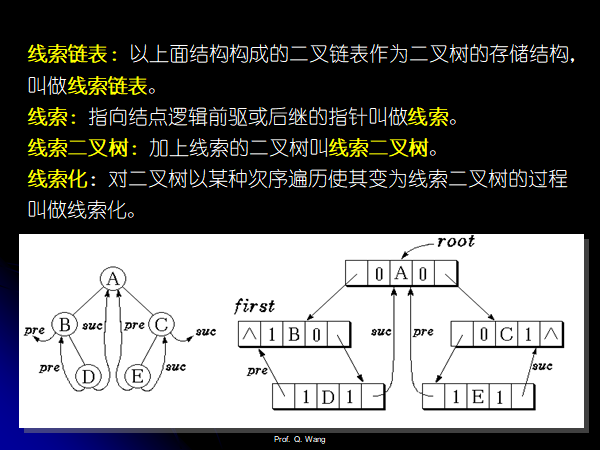 线索链表：以上面结构构成的二叉链表作为二叉树的存储结构，
叫做线索链表。
线索：指向结点逻辑前驱或后继的指针叫做线索。
线索二叉树：加上线索的二叉树叫线索二叉树。
线索化：对二叉树以某种次序遍历使其变为线索二叉树的过程
叫做线索化。
root
A
0 A 0
first
pre B suc pre C suc
∧ 1 B 0
suc pre
0 C 1 ∧
pre D E suc
pre
suc
1 D 1
1 E 1
Prof. Q. Wang